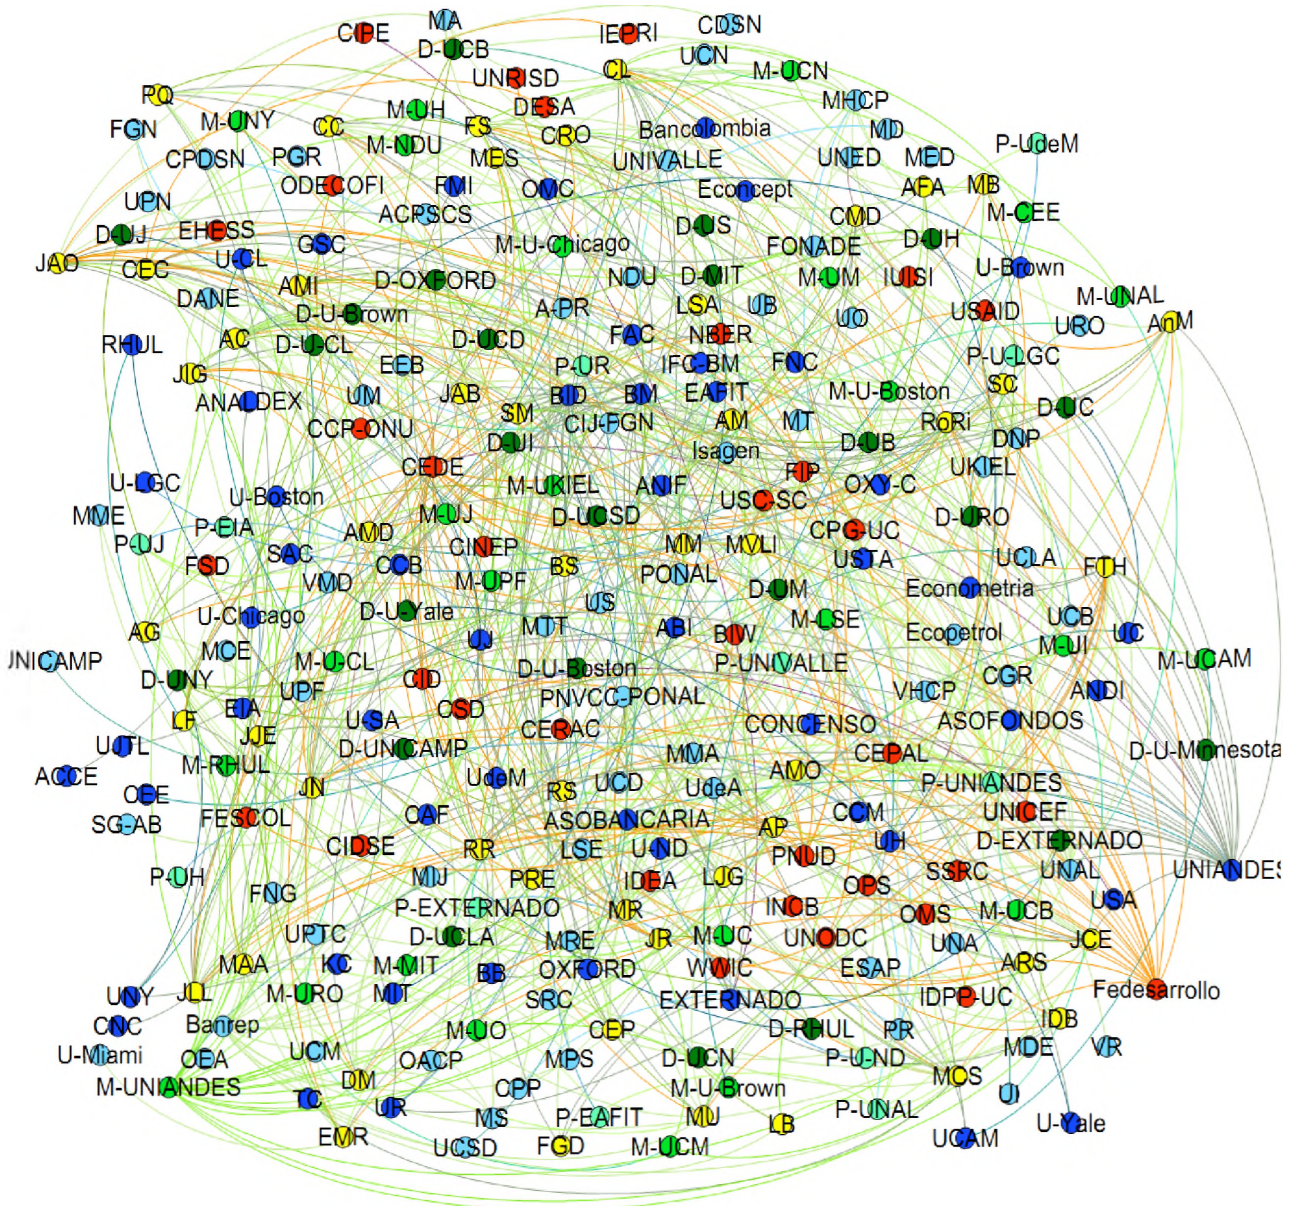 MA
CDSN
CIPE
IEPRI
D-UCB
UCN
CL
M-UCN
UNRISD
PQ
MHCP
M-UH
DESA
FGN
M-UNY
CC
FS
CRO
Bancolombia
MD
P-UdeM
M-NDU
CPDSN
PGR
MES
UNIVALLE
UNED
MED
ODECOFI
FMI
OMC
Econcept
AFA
MB
UPN
ACPSCS
CMD
M-CEE
D-UJ
EHESS
GSC
M-U-Chicago
D-US
FONADE
D-UH
JAO
CEC
U-CL
U-Brown
AMI
D-OXFORD
NDU
D-MIT
M-UM
IUISI
DANE
M-UNAL
D-U-Brown
A-PR
LSA
UB
UO
USAID
URO
AnM
RHUL
AC
D-UCL
D-UCD
FAC
NBER
EEB
P-UR
IFC-BM
FNC
P-U-LGC
JIG
SC
ANALDEX
UM
JAB
BID
BM
EAFIT
M-U-Boston
D-UC
SM
CIJ-FGN
AM
MT
RoRi
CCP-ONU
D-UI
Isagen
D-UB
DNP
CEDE
FIP
UKIEL
U-LGC
U-Boston
M-UKIEL
ANIF
USC-SC
OXY-C
MME
P-EIA
M-UJ
D-UCSD
D-URO
P-UJ
AMD
CINEP
MM
MVLI
CPG-UC
FSD
SAC
CCB
BS
PONAL
USTA
UCLA
FTH
VMD
M-UPF
D-UM
Econometria
U-Chicago
D-U-Yale
US
M-LSE
UCB
AG
JJ
MTT
ABI
BIW
Ecopetrol
UC
MCE
M-UI
UNICAMP
M-U-CL
D-U-Boston
P-UNIVALLE
M-UCAM
D-UNY
CID
CGR
UPF
PNVCC-PONAL
VHCP
ANDI
LF
EIA
U-SA
CSD
CERAC
CONCENSO
ASOFONDOS
UJTL
JJE
D-UNICAMP
MMA
CEPAL
D-U-Minnesota
ACCE
M-RHUL
UdeM
AMO
CEE
JN
RS
UCD
UdeA
P-UNIANDES
SG-AB
FESCOL
CAF
ASOBANCARIA
AP
CCM
UNICEF
CIDSE
RR
LSE
U-ND
PNUD
UH
D-EXTERNADO
P-UH
MIJ
PRE
IDEA
LJG
OPS
SSRC
UNAL
UNIANDES
FNG
P-EXTERNADO
MR
INCB
OMS
M-UCB
USA
UPTC
D-UCLA
MRE
JR
M-UC
UNODC
UNA
JCE
MAA
KC
M-MIT
BB
OXFORD
WWIC
ESAP
ARS
UNY
JLL
M-URO
MIT
SRC
EXTERNADO
IDPP-UC
Fedesarrollo
CNC
Banrep
M-UO
CEP
D-RHUL
PR
IDB
U-Miami
OEA
UCM
OACP
MPS
D-UCN
P-U-ND
MDE
VR
M-UNIANDES
DM
CPP
M-U-Brown
MCS
TC
UR
MS
P-EAFIT
MU
LB
P-UNAL
UI
U-Yale
EMR
UCSD
FGD
M-UCM
UCAM